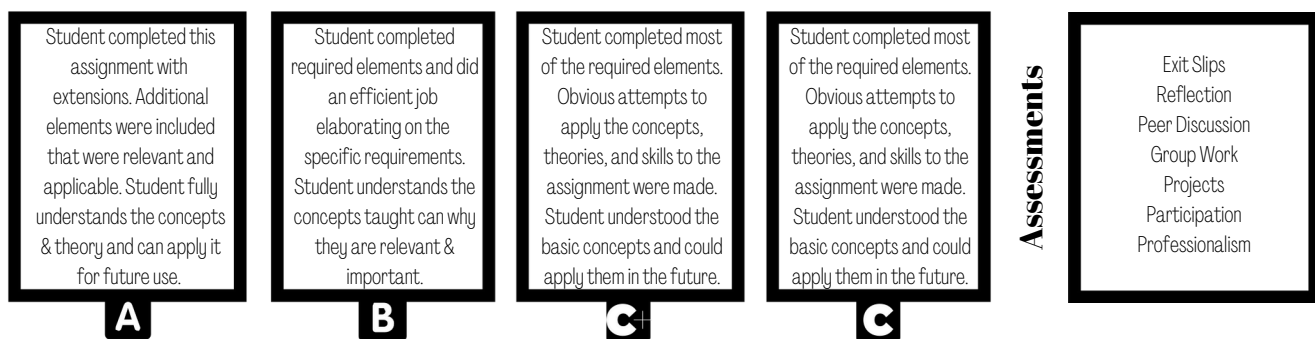 Student completed this
assignment with
extensions. Additional
elements were included
that were relevant and
applicable. Student fully
understands the concepts
& theory and can apply it
for future use.
A
Student completed
required elements and did
an efficient job
elaborating on the
specific requirements.
Student understands the
concepts taught can why
they are relevant &
important.
B
Student completed most
of the required elements.
Obvious attempts to
apply the concepts,
theories, and skills to the
assignment were made.
Student understood the
basic concepts and could
apply them in the future.
C+
Student completed most
of the required elements.
Obvious attempts to
apply the concepts,
theories, and skills to the
assignment were made.
Student understood the
basic concepts and could
apply them in the future.
C
Assessments
Exit Slips
Reflection
Peer Discussion
Group Work
Projects
Participation
Professionalism